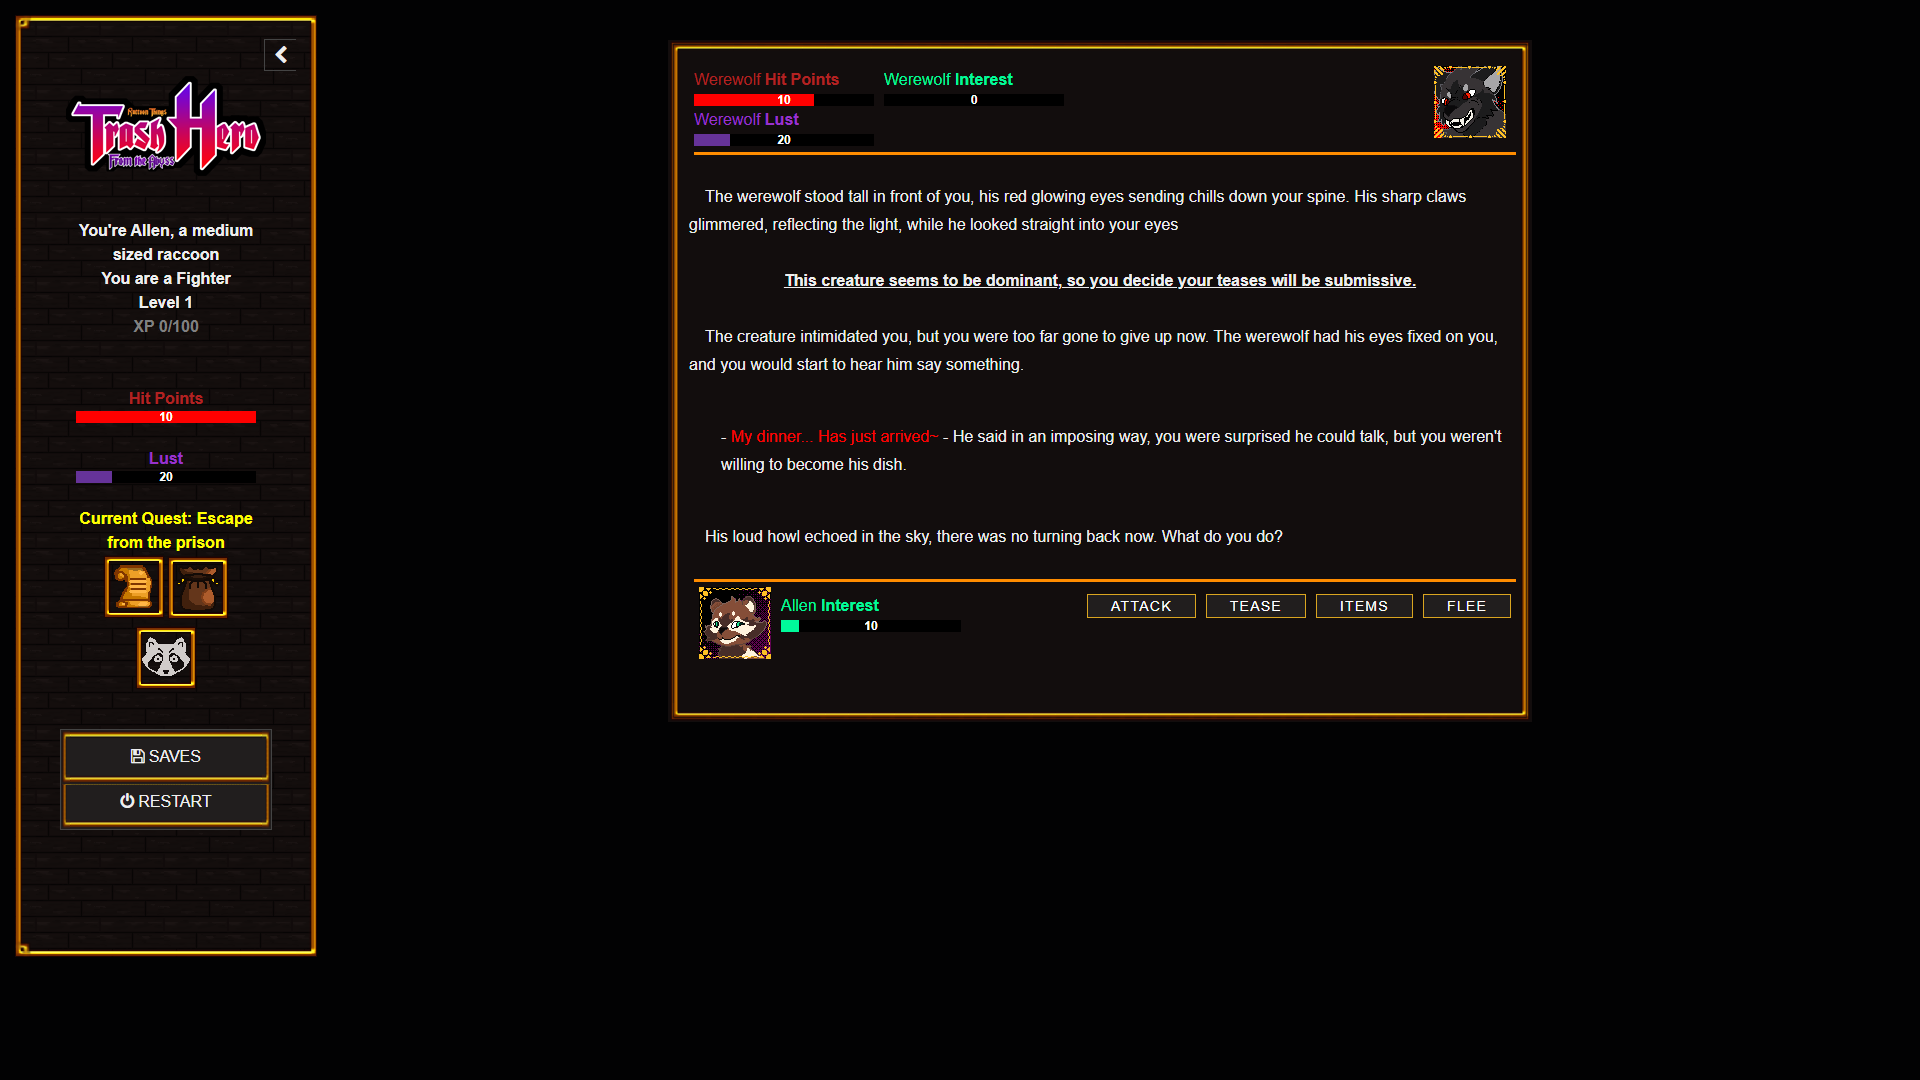 Raccoon Things
Trash Hero
From the Abyss
You're Allen, a medium
sized raccoon
You are a Fighter
Level 1
XP 0/100
Hit Points
10
Lust
20
Current Quest: Escape
from the prison
SAVES
RESTART
Werewolf Hit Points
10
Werewolf Interest
0
Werewolf Lust
20
The werewolf stood tall in front of you, his red glowing eyes sending chills down your spine. His sharp claws
glimmered, reflecting the light, while he looked straight into your eyes
This creature seems to be dominant, so you decide your teases will be submissive.
The creature intimidated you, but you were too far gone to give up now. The werewolf had his eyes fixed on you,
and you would start to hear him say something.
- My dinner... Has just arrived~ - He said in an imposing way, you were surprised he could talk, but you weren't
willing to become his dish.
His loud howl echoed in the sky, there was no turning back now. What do you do?
Allen Interest
10
ATTACK
TEASE
ITEMS
FLEE